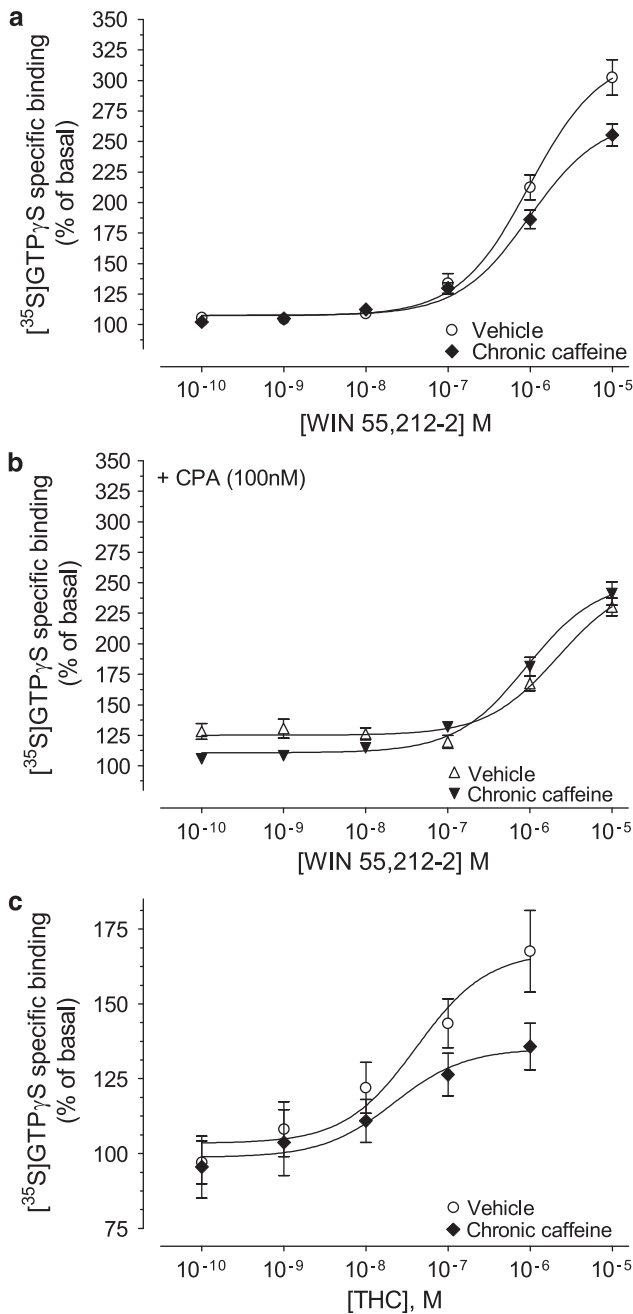 a
350
325
300
275
250
225
200
175
150
125
100
[³⁵S]GTPγS specific binding
(% of basal)
Vehicle
Chronic caffeine
10⁻¹⁰ 10⁻⁹ 10⁻⁸ 10⁻⁷ 10⁻⁶ 10⁻⁵
[WIN 55,212-2] M
b
+ CPA (100nM)
350
325
300
275
250
225
200
175
150
125
100
[³⁵S]GTPγS specific binding
(% of basal)
Vehicle
Chronic caffeine
10⁻¹⁰ 10⁻⁹ 10⁻⁸ 10⁻⁷ 10⁻⁶ 10⁻⁵
[WIN 55,212-2] M
c
175
150
125
100
75
[³⁵S]GTPγS specific binding
(% of basal)
Vehicle
Chronic caffeine
10⁻¹⁰ 10⁻⁹ 10⁻⁸ 10⁻⁷ 10⁻⁶ 10⁻⁵
[THC], M